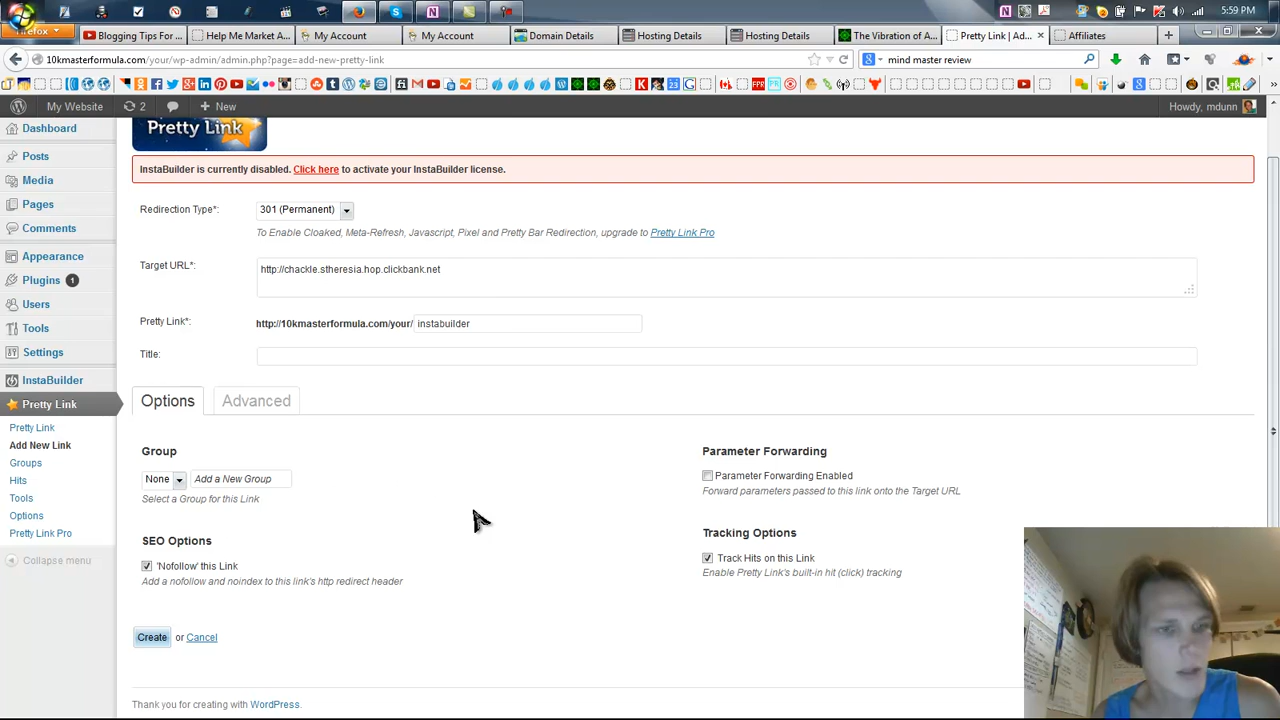 5:59 PM
Firefox
Blogging Tips For ...
Help Me Market A...
My Account
My Account
Domain Details
Hosting Details
Hosting Details
The Vibration of A...
Pretty Link | Ad...
Affiliates
10kmasterformula.com/your/wp-admin/admin.php?page=add-new-pretty-link
mind master review
My Website
2
New
Howdy, mdunn
Dashboard
Posts
Media
Pages
Comments
Appearance
Plugins 1
Users
Tools
Settings
InstaBuilder
Pretty Link
Pretty Link
Add New Link
Groups
Hits
Tools
Options
Pretty Link Pro
Collapse menu
Pretty Link
InstaBuilder is currently disabled. Click here to activate your InstaBuilder license.
Redirection Type*:
301 (Permanent)
To Enable Cloaked, Meta-Refresh, Javascript, Pixel and Pretty Bar Redirection, upgrade to Pretty Link Pro
Target URL*:
http://chackle.stheresia.hop.clickbank.net
Pretty Link*:
http://10kmasterformula.com/your/ instabuilder
Title:
Options
Advanced
Group
None
Add a New Group
Select a Group for this Link
SEO Options
'Nofollow' this Link
Add a nofollow and noindex to this link's http redirect header
Parameter Forwarding
Parameter Forwarding Enabled
Forward parameters passed to this link onto the Target URL
Tracking Options
Track Hits on this Link
Enable Pretty Link's built-in hit (click) tracking
Create or Cancel
Thank you for creating with WordPress.